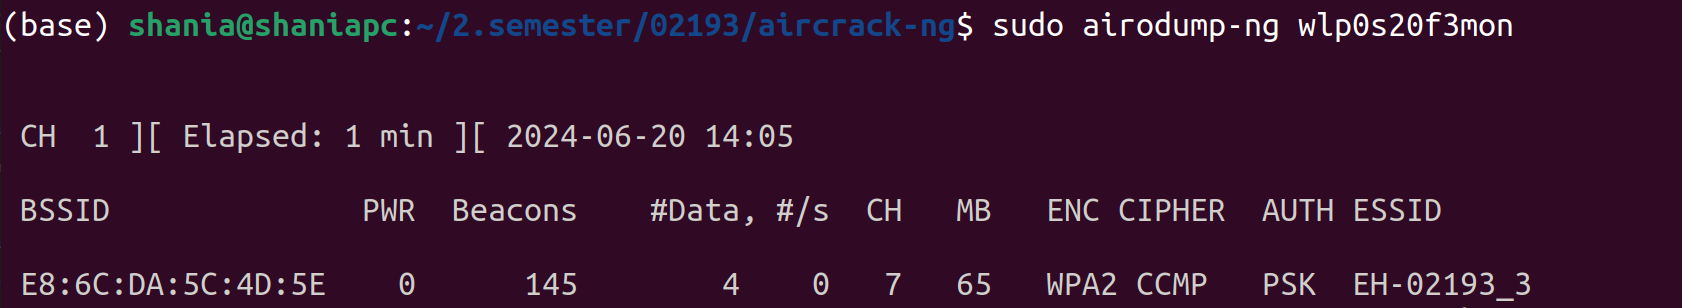 (base) shania@shaniapc:~/2.semester/02193/aircrack-ng$ sudo airodump-ng wlp0s20f3mon
CH 1 ][ Elapsed: 1 min ][ 2024-06-20 14:05
BSSID PWR Beacons #Data, #/s CH MB ENC CIPHER AUTH ESSID
E8:6C:DA:5C:4D:5E 0 145 4 0 7 65 WPA2 CCMP PSK EH-02193_3